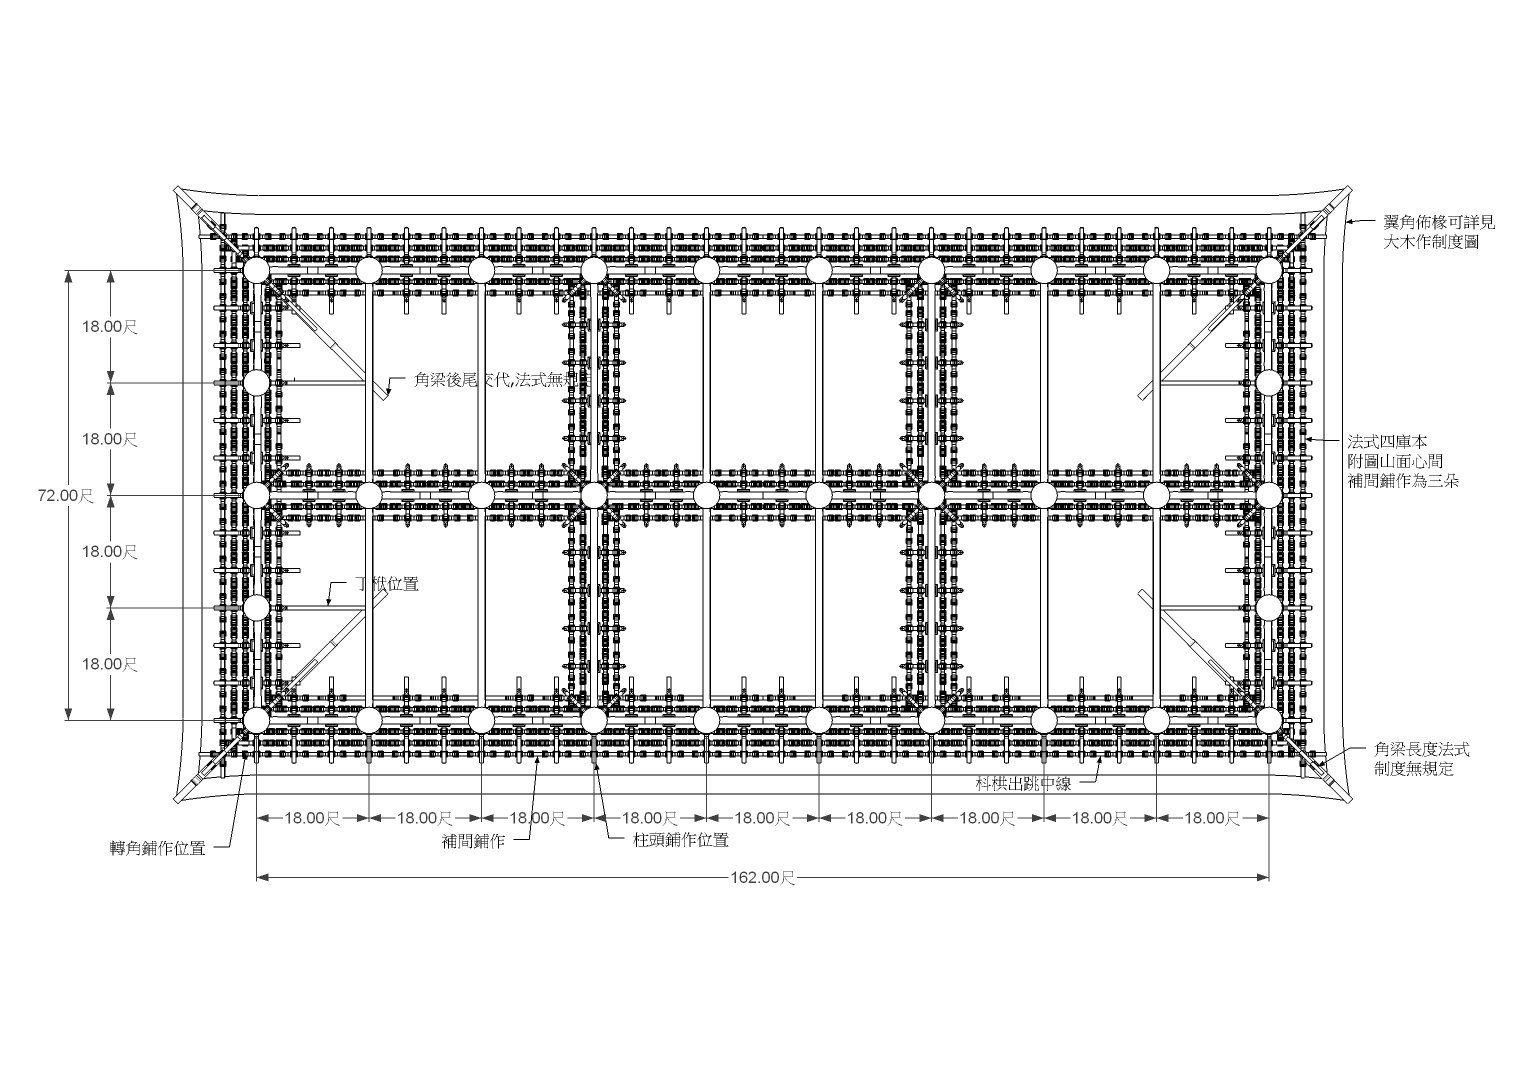 翼角佈椽可詳見
大木作制度圖
18.00尺
角梁後尾交代,法式無規定
18.00尺
法式四庫本
附圖山面心間
補間鋪作為三朵
72.00尺
18.00尺
丁栿位置
18.00尺
角梁長度法式
制度無規定
枓栱出跳中線
18.00尺
18.00尺
18.00尺
18.00尺
18.00尺
18.00尺
18.00尺
18.00尺
18.00尺
轉角鋪作位置
補間鋪作
柱頭鋪作位置
162.00尺